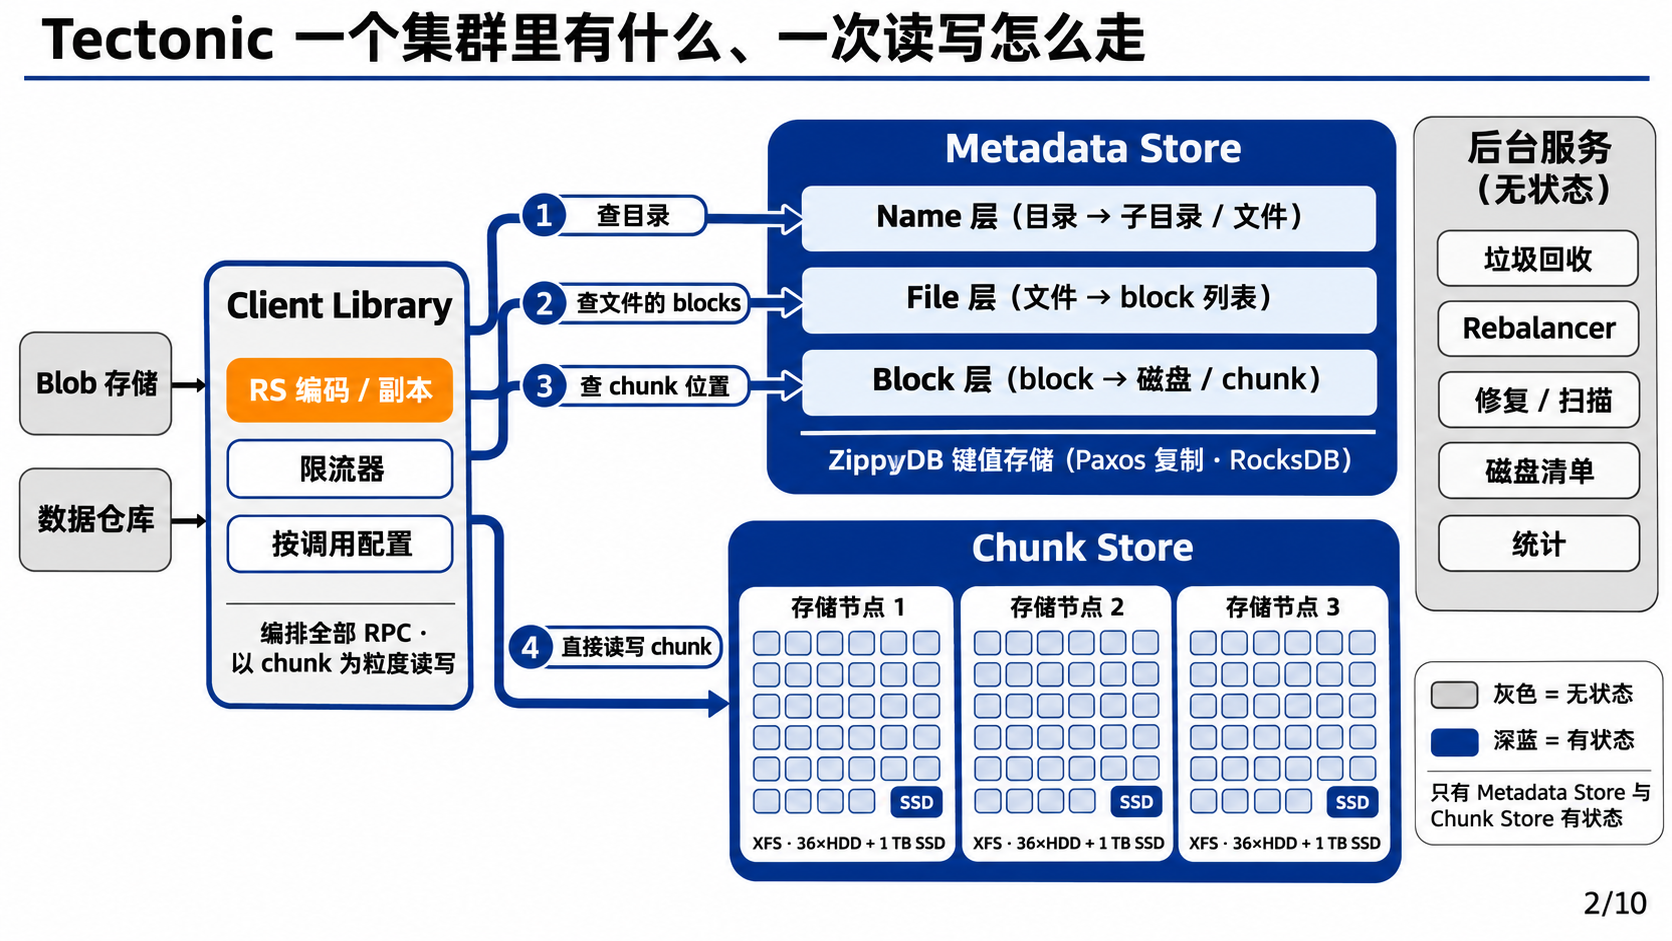 Tectonic 一个集群里有什么、一次读写怎么走
Blob 存储
数据仓库
Client Library
RS 编码 / 副本
限流器
按调用配置
编排全部 RPC ·
以 chunk 为粒度读写
1 查目录
2 查文件的 blocks
3 查 chunk 位置
4 直接读写 chunk
Metadata Store
Name 层（目录 → 子目录 / 文件）
File 层（文件 → block 列表）
Block 层（block → 磁盘 / chunk）
ZippyDB 键值存储（Paxos 复制 · RocksDB）
Chunk Store
存储节点 1
SSD
XFS · 36×HDD + 1 TB SSD
存储节点 2
SSD
XFS · 36×HDD + 1 TB SSD
存储节点 3
SSD
XFS · 36×HDD + 1 TB SSD
后台服务
（无状态）
垃圾回收
Rebalancer
修复 / 扫描
磁盘清单
统计
灰色 = 无状态
深蓝 = 有状态
只有 Metadata Store 与
Chunk Store 有状态
2/10